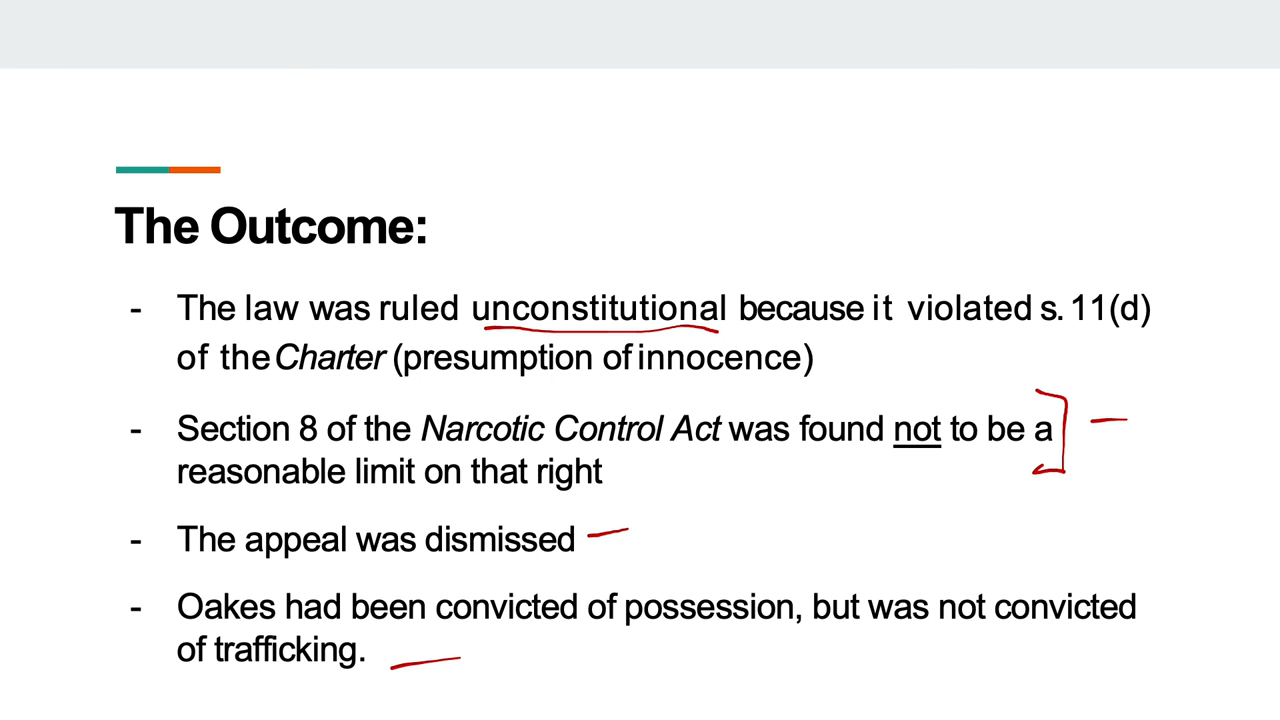 The Outcome:
- The law was ruled unconstitutional because it violated s. 11(d)
of the Charter (presumption of innocence)
- Section 8 of the Narcotic Control Act was found not to be a
reasonable limit on that right
- The appeal was dismissed
- Oakes had been convicted of possession, but was not convicted
of trafficking.